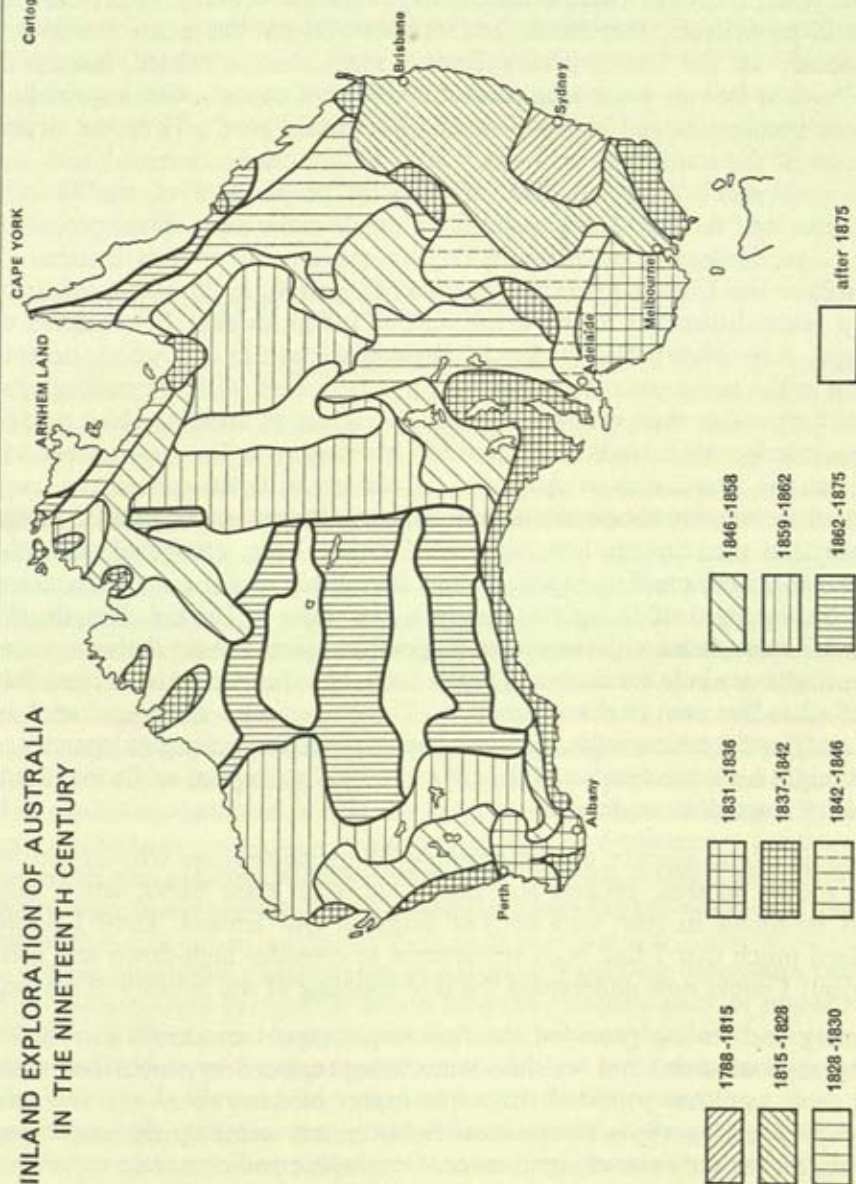 INLAND EXPLORATION OF AUSTRALIA
IN THE NINETEENTH CENTURY
Cartog
CAPE YORK
ARNHEM LAND
Brisbane
Sydney
Melbourne
Adelaide
Perth
Albany
1788-1815
1815-1828
1828-1830
1831-1836
1837-1842
1842-1846
1846-1858
1859-1862
1862-1875
after 1875